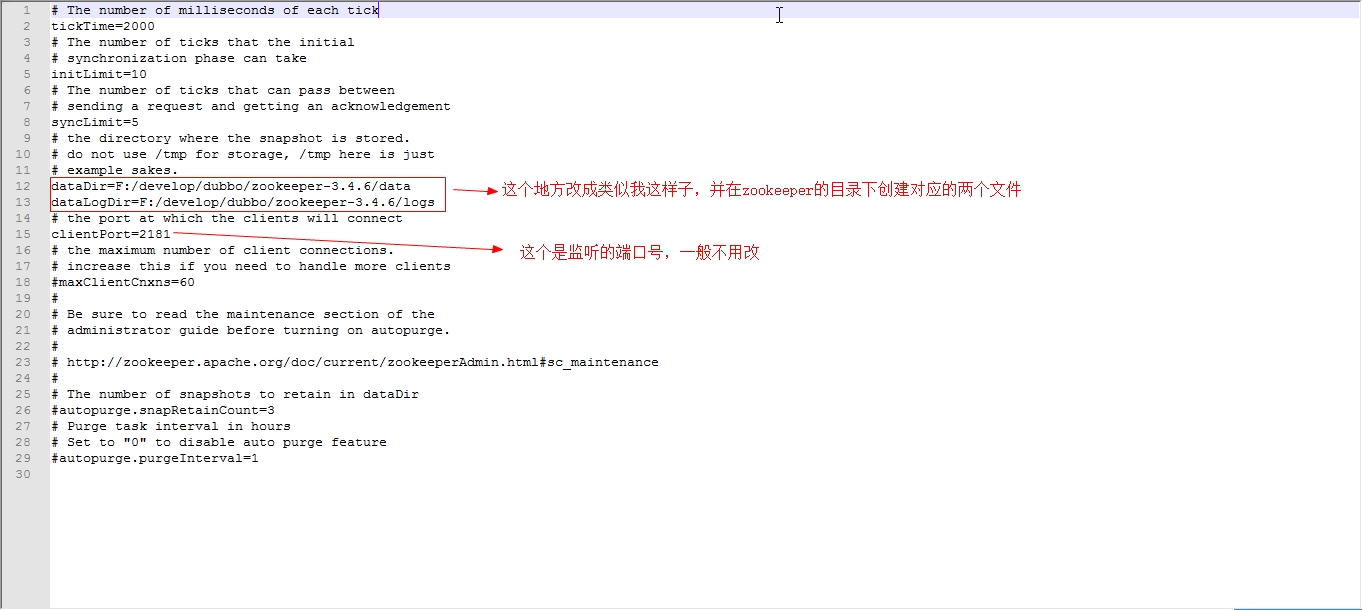 1 # The number of milliseconds of each tick
2 tickTime=2000
3 # The number of ticks that the initial
4 # synchronization phase can take
5 initLimit=10
6 # The number of ticks that can pass between
7 # sending a request and getting an acknowledgement
8 syncLimit=5
9 # the directory where the snapshot is stored.
10 # do not use /tmp for storage, /tmp here is just
11 # example sakes.
12 dataDir=F:/develop/dubbo/zookeeper-3.4.6/data
这个地方改成类似我这样子，并在zookeeper的目录下创建对应的两个文件
13 dataLogDir=F:/develop/dubbo/zookeeper-3.4.6/logs
14 # the port at which the clients will connect
15 clientPort=2181
这个是监听的端口号，一般不用改
16 # the maximum number of client connections.
17 # increase this if you need to handle more clients
18 #maxClientCnxns=60
19 #
20 # Be sure to read the maintenance section of the
21 # administrator guide before turning on autopurge.
22 #
23 # http://zookeeper.apache.org/doc/current/zookeeperAdmin.html#sc_maintenance
24 #
25 # The number of snapshots to retain in dataDir
26 #autopurge.snapRetainCount=3
27 # Purge task interval in hours
28 # Set to "0" to disable auto purge feature
29 #autopurge.purgeInterval=1
30